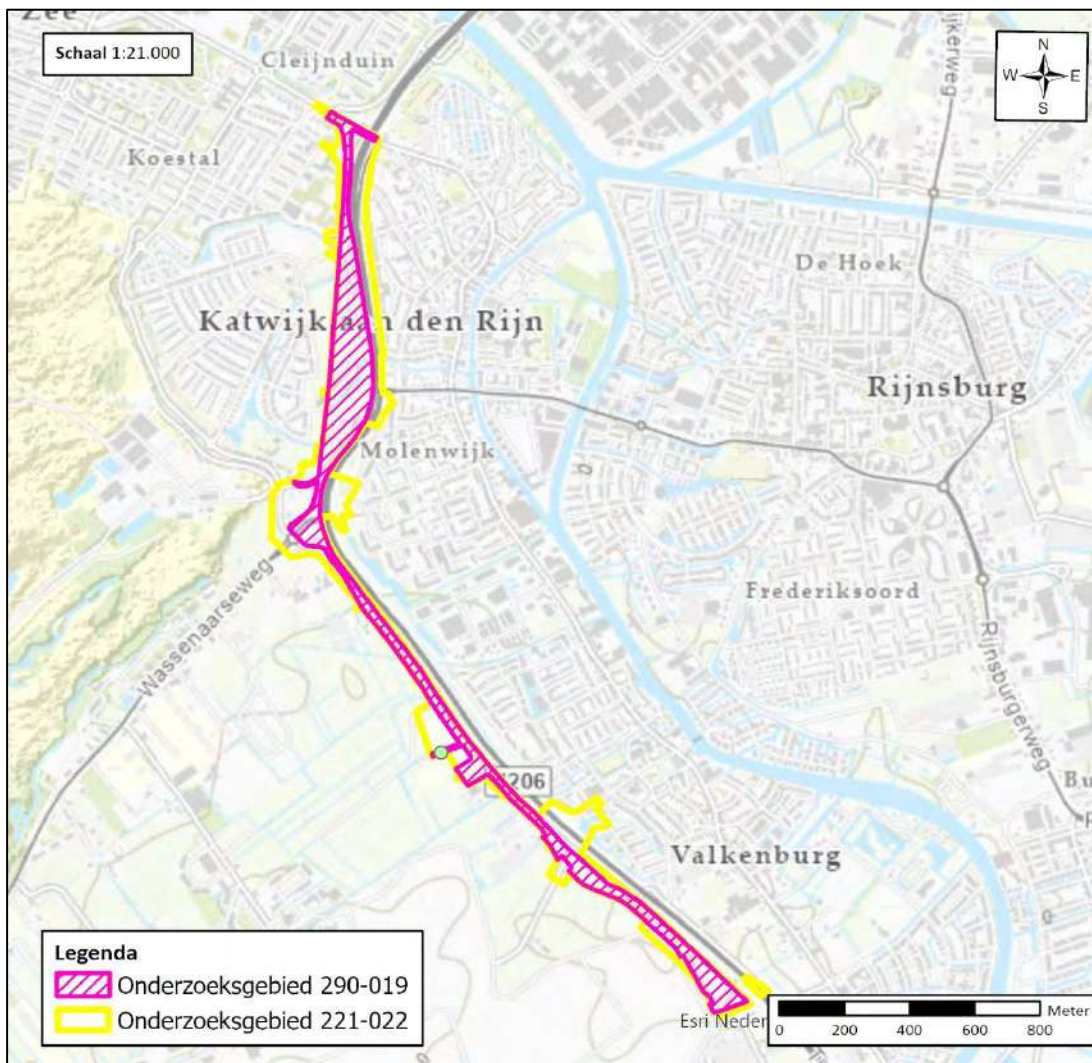 Zee
Schaal 1:21.000
Cleijnduin
N
W E
S
Koestal
De Hoek
Katwijk aan den Rijn
Rijnsburg
Molenwijk
Frederiksoord
Wassenaarseweg
Rijnsburgerweg
206
Valkenburg
Legenda
Onderzoeksgebied 290-019
Onderzoeksgebied 221-022
Esri Neder
Meter
0 200 400 600 800